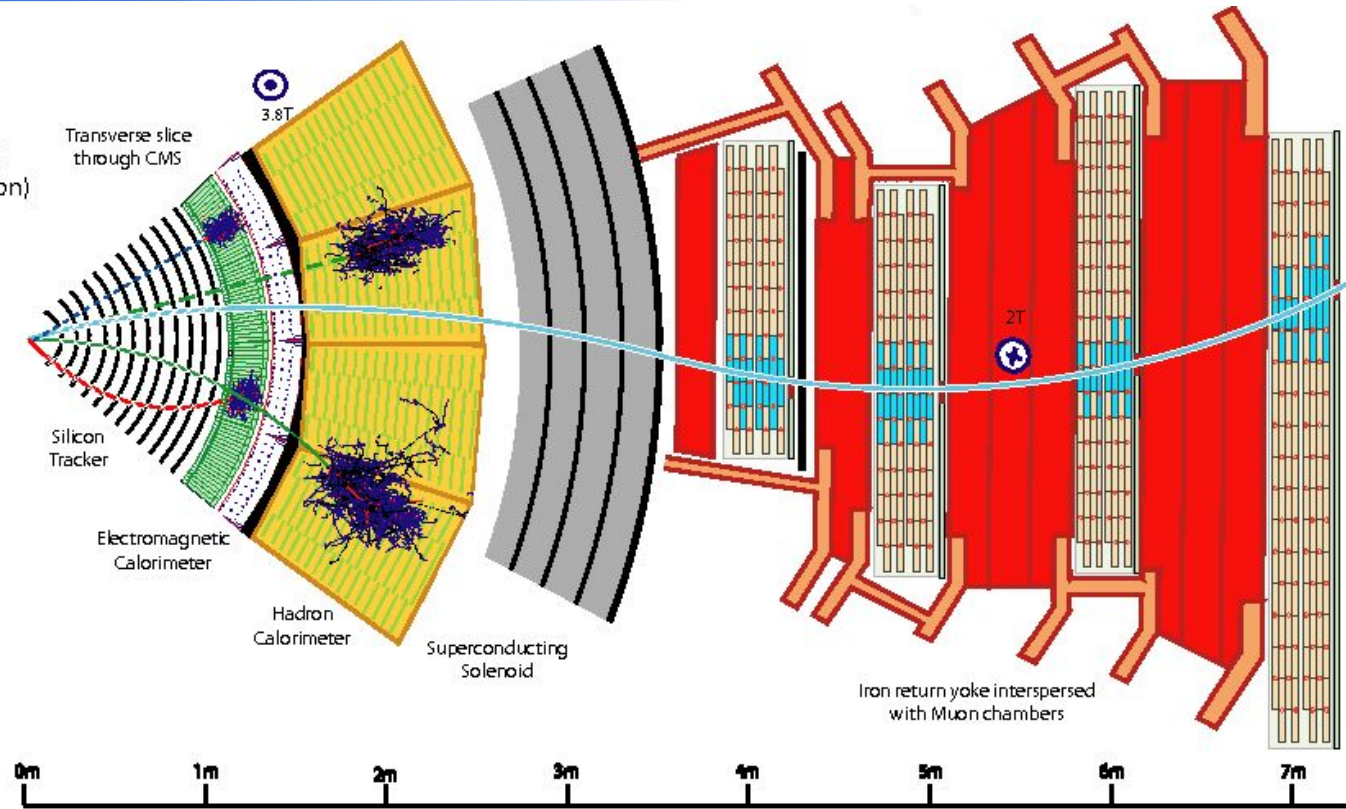 3.8T
Transverse slice
through CMS
2T
Silicon
Tracker
Electromagnetic
Calorimeter
Hadron
Calorimeter
Superconducting
Solenoid
Iron return yoke interspersed
with Muon chambers
0m 1m 2m 3m 4m 5m 6m 7m